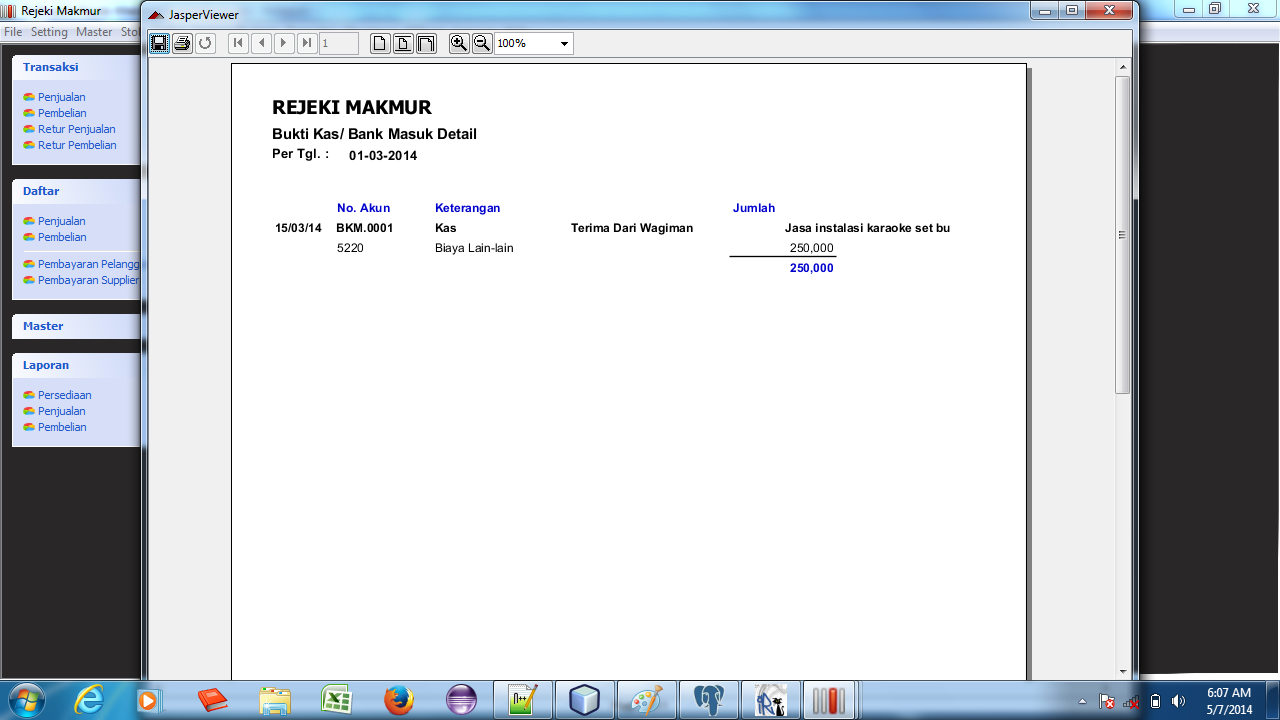 Rejeki Makmur
JasperViewer
File Setting Master Sto
1
100%
Transaksi
Penjualan
Pembelian
Retur Penjualan
Retur Pembelian
Daftar
Penjualan
Pembelian
Pembayaran Pelangg
Pembayaran Supplier
Master
Laporan
Persediaan
Penjualan
Pembelian
REJEKI MAKMUR
Bukti Kas/ Bank Masuk Detail
Per Tgl. : 01-03-2014
No. Akun Keterangan Jumlah
15/03/14 BKM.0001 Kas Terima Dari Wagiman Jasa instalasi karaoke set bu
5220 Biaya Lain-lain 250,000
250,000
6:07 AM
5/7/2014